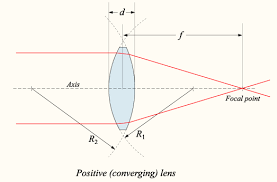 d
f
Axis
Focal point
R2
R1
Positive (converging) lens